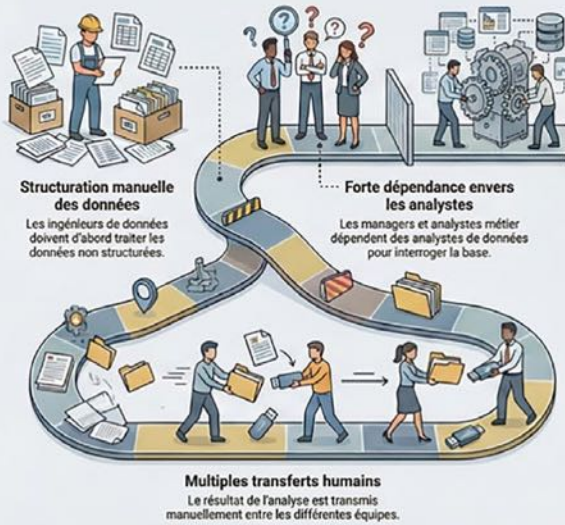 Structuration manuelle
des données
Les ingénieurs de données
doivent d'abord traiter les
données non structurées.
Forte dépendance envers
les analystes
Les managers et analystes métier
dépendent des analystes de données
pour interroger la base.
Multiples transferts humains
Le résultat de l'analyse est transmis
manuellement entre les différentes équipes.